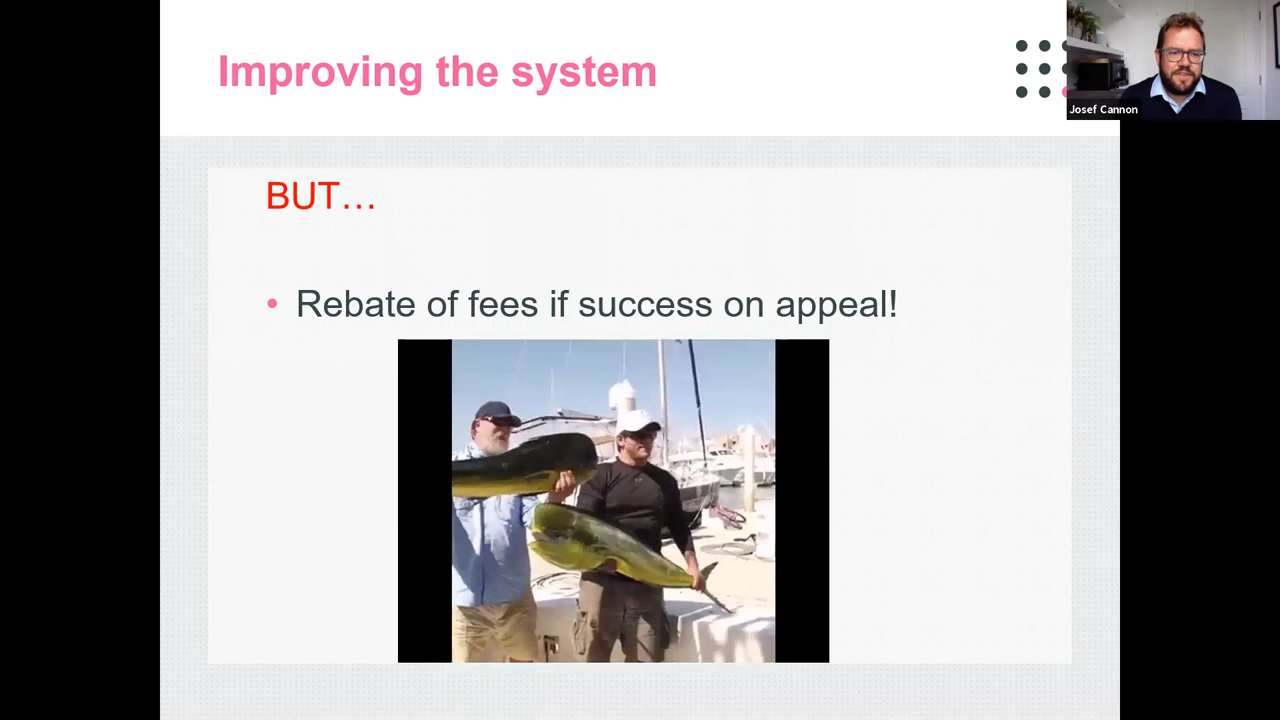 Improving the system
Josef Cannon
BUT…
• Rebate of fees if success on appeal!